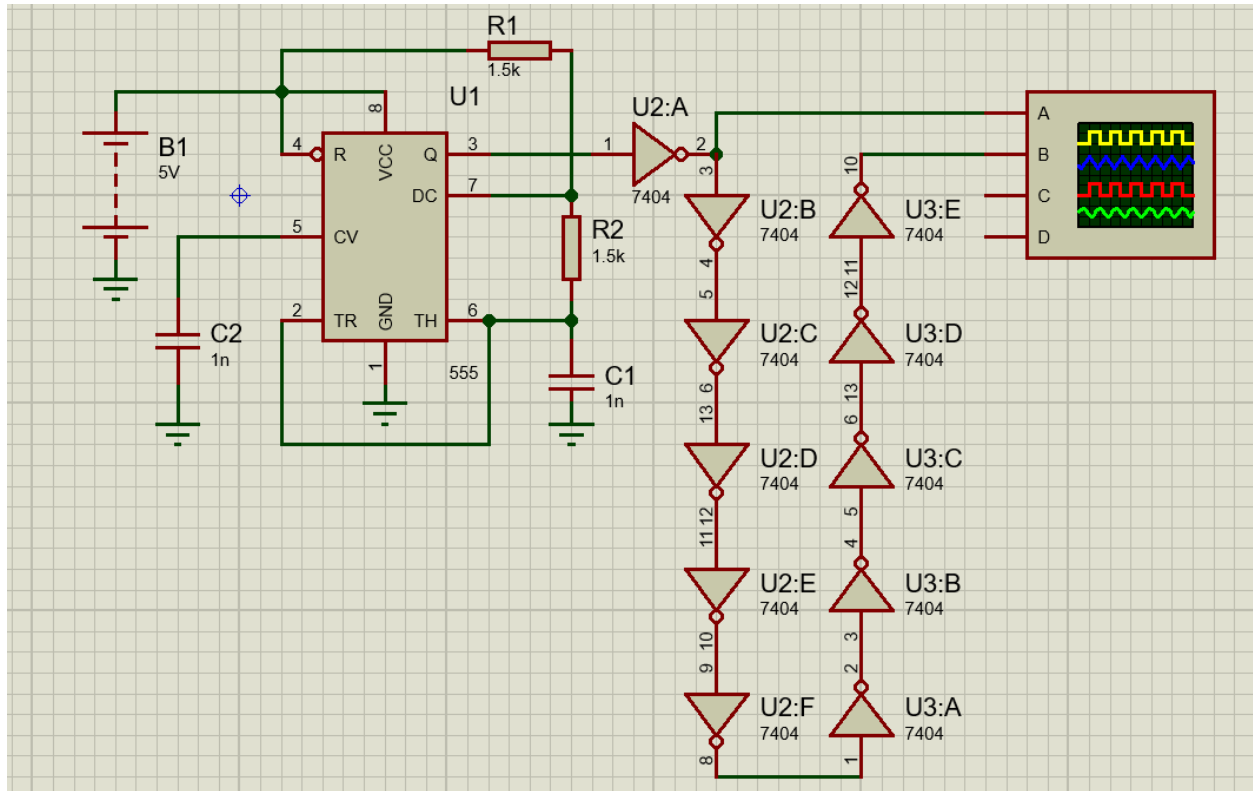 R1
1.5k
U1
B1
5V
8
4
R
VCC
Q
3
7
DC
5
CV
2
TR
GND
TH
6
1
555
C2
1n
R2
1.5k
C1
1n
U2:A
1
2
7404
3
U2:B
7404
4
5
U2:C
7404
6
13
U2:D
7404
12
11
U2:E
7404
10
9
U2:F
7404
8
10
U3:E
7404
11
12
U3:D
7404
13
6
U3:C
7404
5
4
U3:B
7404
3
2
U3:A
7404
1
A
B
C
D